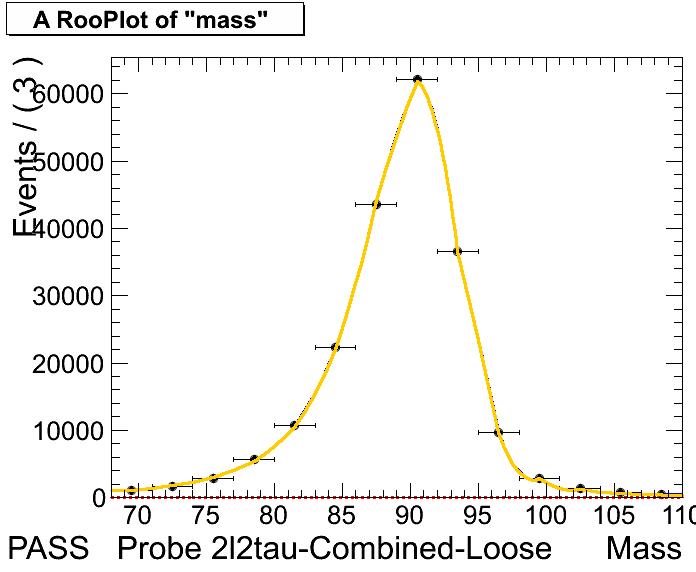 A RooPlot of "mass"
Events / ( 3 )
60000
50000
40000
30000
20000
10000
0
70 75 80 85 90 95 100 105 110
PASS Probe 2l2tau-Combined-Loose Mass